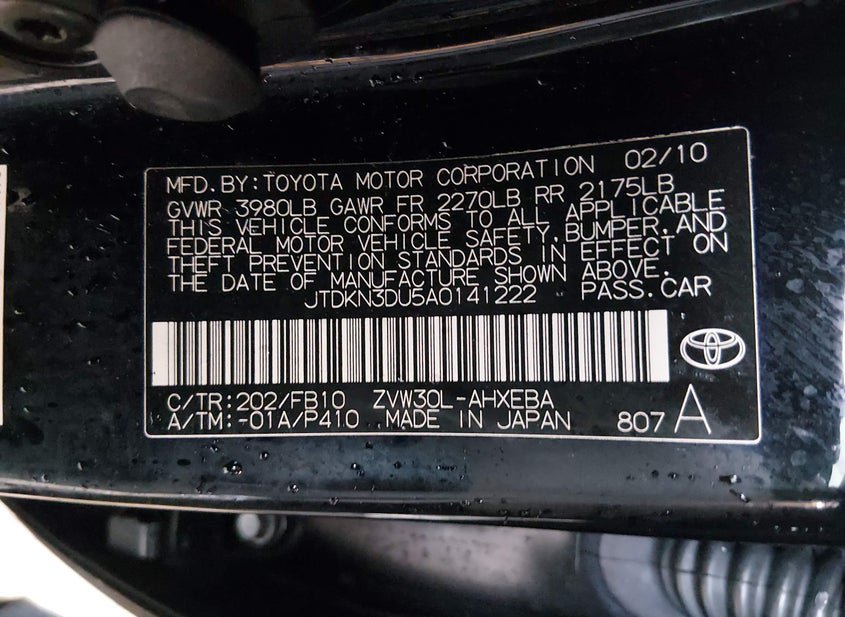 MFD. BY: TOYOTA MOTOR CORPORATION 02/10
GVWR 3980LB GAWR FR 2270LB RR 2175LB
THIS VEHICLE CONFORMS TO ALL APPLICABLE
FEDERAL MOTOR VEHICLE SAFETY, BUMPER, AND
THEFT PREVENTION STANDARDS IN EFFECT ON
THE DATE OF MANUFACTURE SHOWN ABOVE.
JTDKN3DU5A0141222 PASS. CAR
C/TR: 202/FB10 ZVW30L-AHXEBA
A/TM: -01A/P410 MADE IN JAPAN 807 A